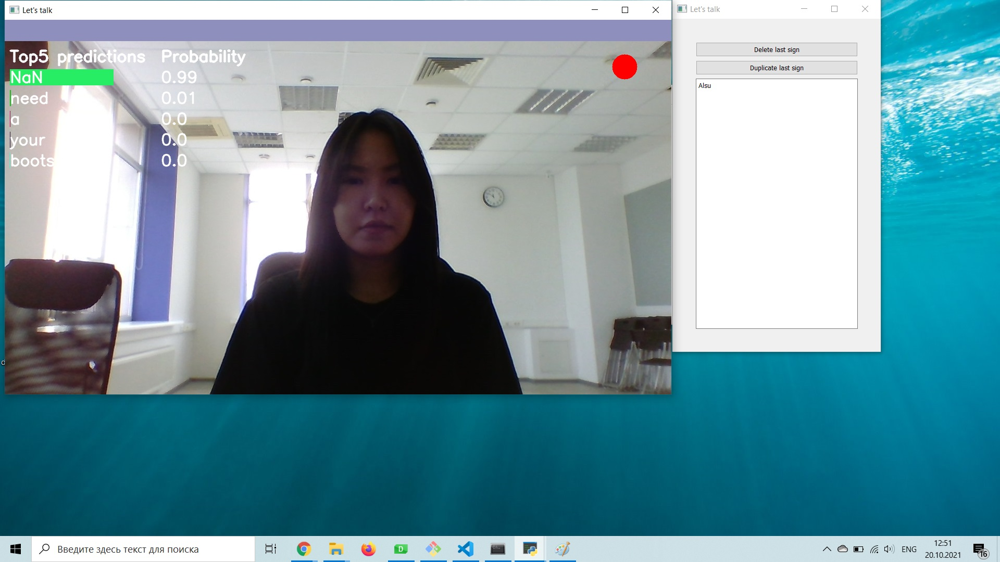 Let's talk
Let's talk
Top5 predictions Probability
NaN 0.99
need 0.01
a 0.0
your 0.0
boots 0.0
Delete last sign
Duplicate last sign
Alsu
d
Введите здесь текст для поиска
D
ENG
12:51
20.10.2021
16